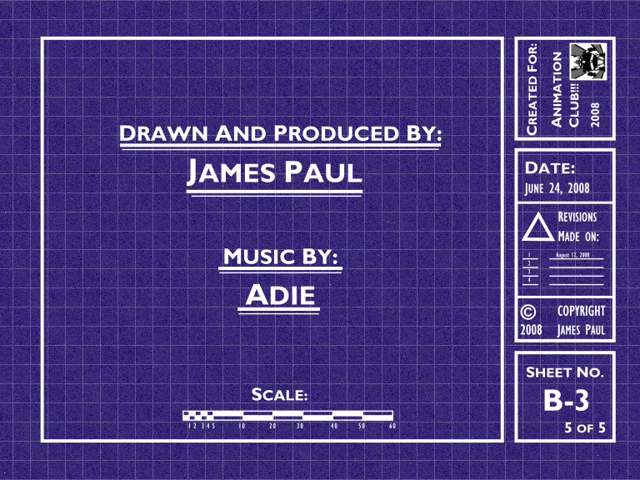 DRAWN AND PRODUCED BY:
JAMES PAUL
MUSIC BY:
ADIE
SCALE:
1 2 3 4 5 10 20 30 40 50 60
CREATED FOR:
ANIMATION
CLUB!!!
2008
DATE:
JUNE 24, 2008
REVISIONS
MADE ON:
1 August 12, 2008
2
3
4
© COPYRIGHT
2008 JAMES PAUL
SHEET NO.
B-3
5 OF 5